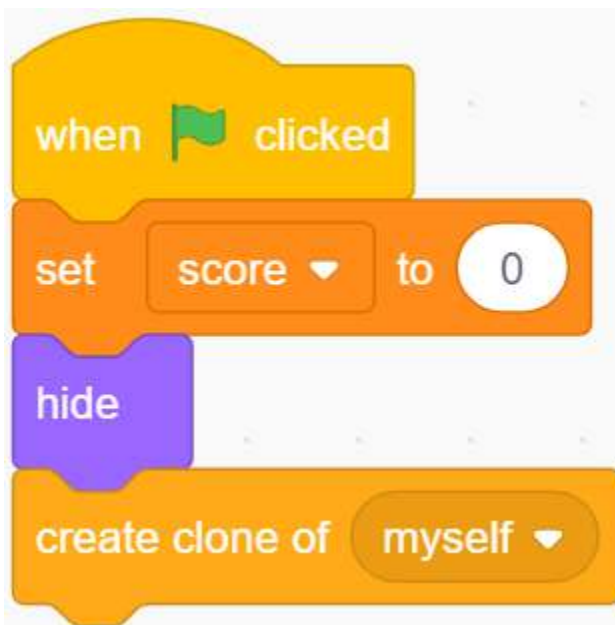 when clicked
set score to 0
hide
create clone of myself